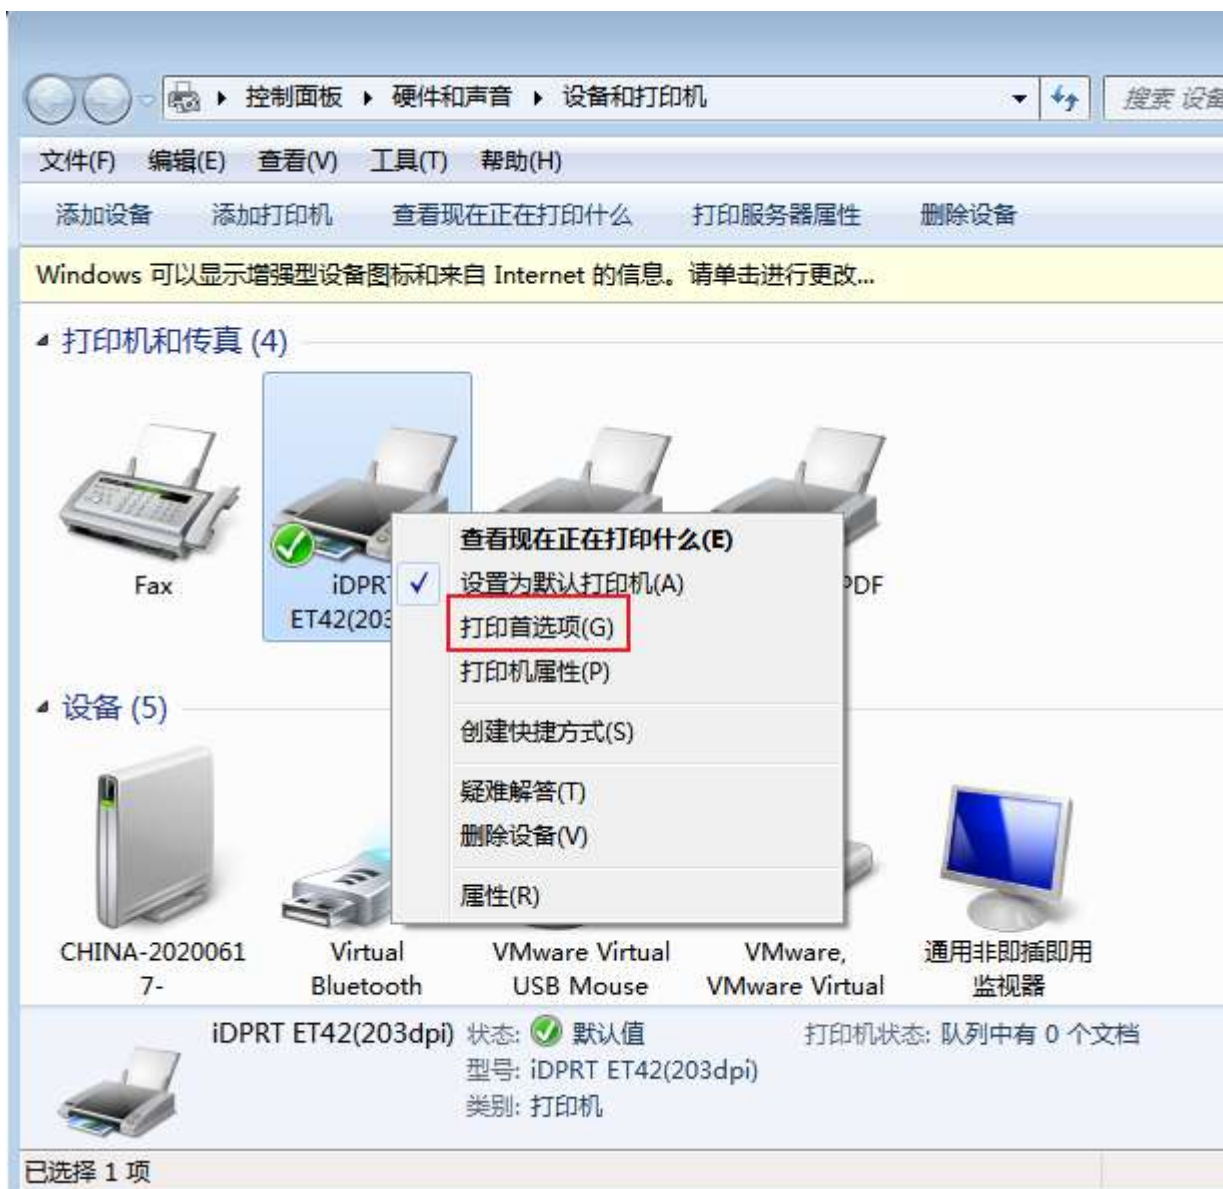 控制面板 ▸ 硬件和声音 ▸ 设备和打印机
搜索 设备
文件(F) 编辑(E) 查看(V) 工具(T) 帮助(H)
添加设备 添加打印机 查看现在正在打印什么 打印服务器属性 删除设备
Windows 可以显示增强型设备图标和来自 Internet 的信息。请单击进行更改...
打印机和传真 (4)
Fax
iDPRT
ET42(203
PDF
查看现在正在打印什么(E)
设置为默认打印机(A)
打印首选项(G)
打印机属性(P)
创建快捷方式(S)
疑难解答(T)
删除设备(V)
属性(R)
设备 (5)
CHINA-2020061
7-
Virtual
Bluetooth
VMware Virtual
USB Mouse
VMware,
VMware Virtual
通用非即插即用
监视器
iDPRT ET42(203dpi) 状态: 默认值 打印机状态: 队列中有 0 个文档
型号: iDPRT ET42(203dpi)
类别: 打印机
已选择 1 项